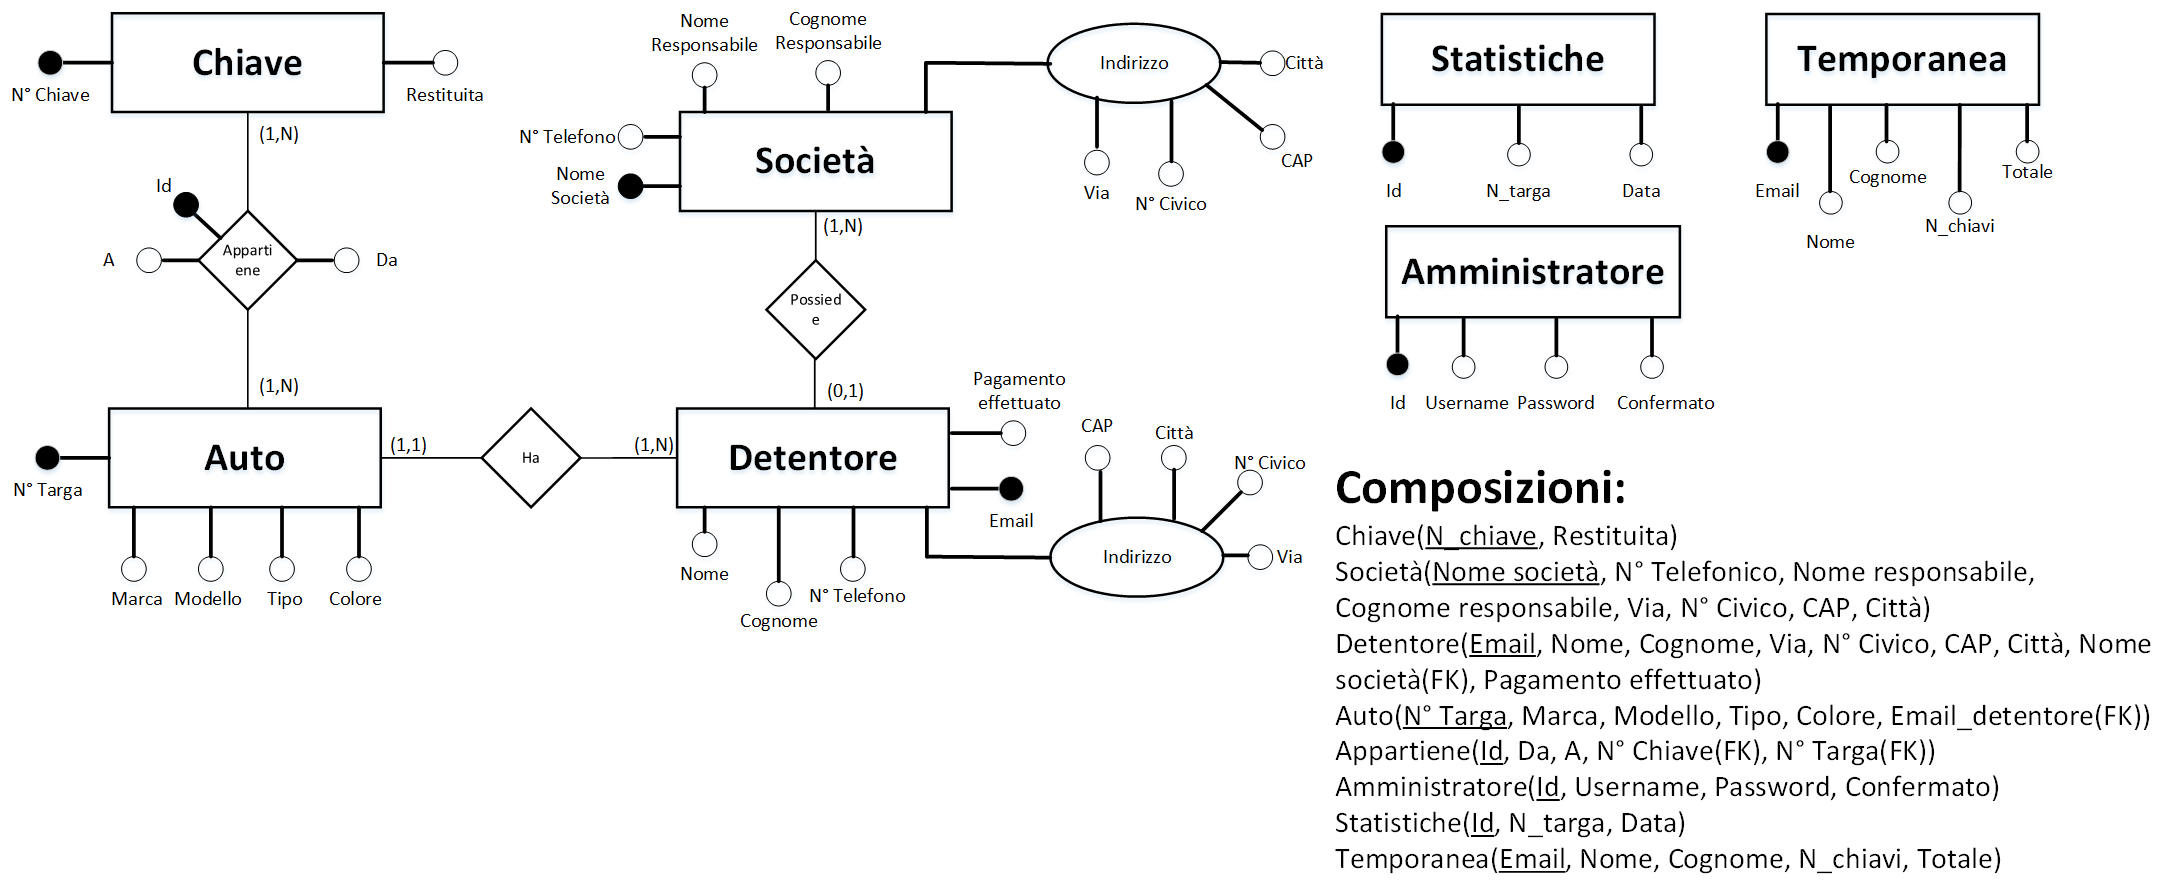 Chiave
N° Chiave
Restituita
(1,N)
Id
A
Apparti
ene
Da
(1,N)
Auto
N° Targa
Marca
Modello
Tipo
Colore
(1,1)
Ha
(1,N)
Nome
Responsabile
Cognome
Responsabile
N° Telefono
Nome
Società
Società
Indirizzo
Città
CAP
Via
N° Civico
(1,N)
Possied
e
(0,1)
Detentore
Pagamento
effettuato
Email
Nome
Cognome
N° Telefono
CAP
Città
N° Civico
Indirizzo
Via
Statistiche
Id
N_targa
Data
Temporanea
Email
Nome
Cognome
N_chiavi
Totale
Amministratore
Id
Username
Password
Confermato
Composizioni:
Chiave(N_chiave, Restituita)
Società(Nome società, N° Telefonico, Nome responsabile,
Cognome responsabile, Via, N° Civico, CAP, Città)
Detentore(Email, Nome, Cognome, Via, N° Civico, CAP, Città, Nome
società(FK), Pagamento effettuato)
Auto(N° Targa, Marca, Modello, Tipo, Colore, Email_detentore(FK))
Appartiene(Id, Da, A, N° Chiave(FK), N° Targa(FK))
Amministratore(Id, Username, Password, Confermato)
Statistiche(Id, N_targa, Data)
Temporanea(Email, Nome, Cognome, N_chiavi, Totale)